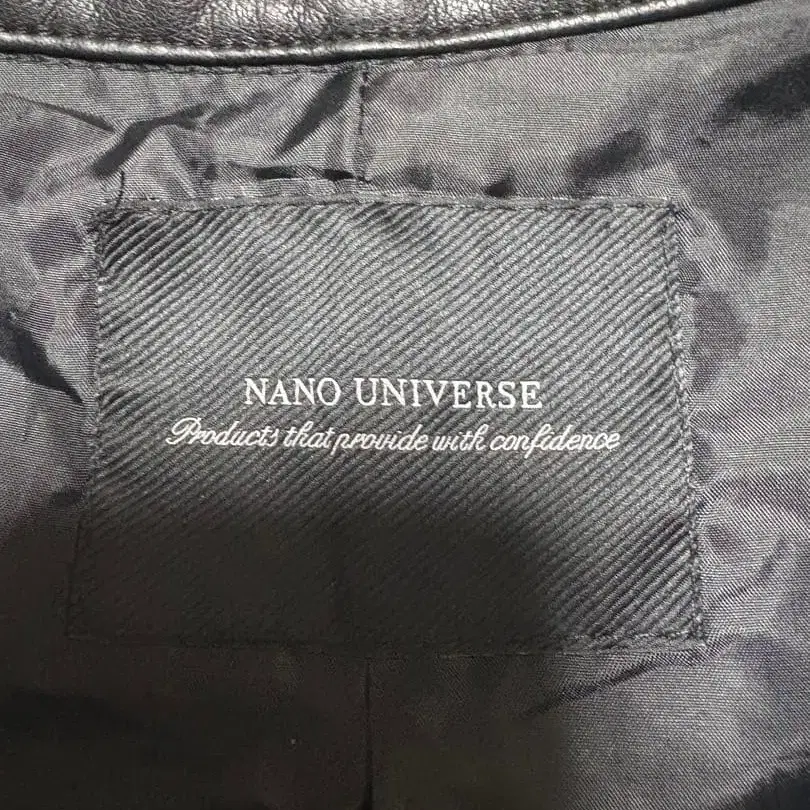 NANO UNIVERSE
Products that provide with confidence